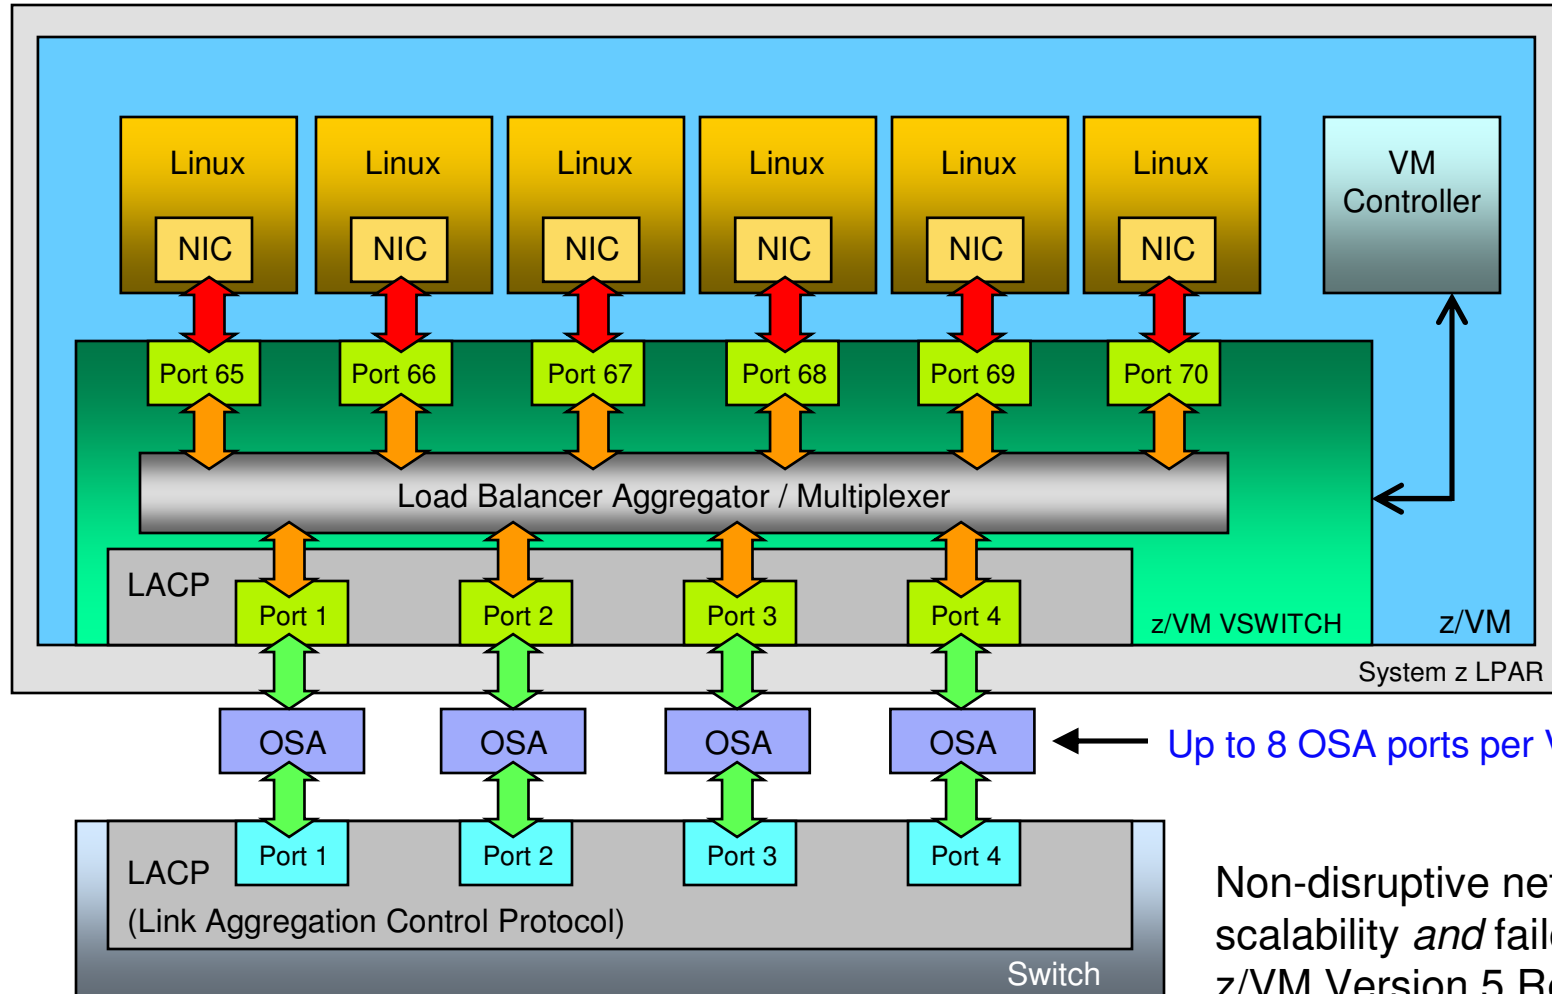 Linux Linux Linux Linux Linux Linux VM
Controller
NIC NIC NIC NIC NIC NIC
Port 65 Port 66 Port 67 Port 68 Port 69 Port 70
Load Balancer Aggregator / Multiplexer
LACP
Port 1 Port 2 Port 3 Port 4 z/VM VSWITCH z/VM
System z LPAR
OSA OSA OSA OSA Up to 8 OSA ports per
Port 1 Port 2 Port 3 Port 4
LACP
(Link Aggregation Control Protocol)
Switch
Non-disruptive
scalability and
z/VM Version 5